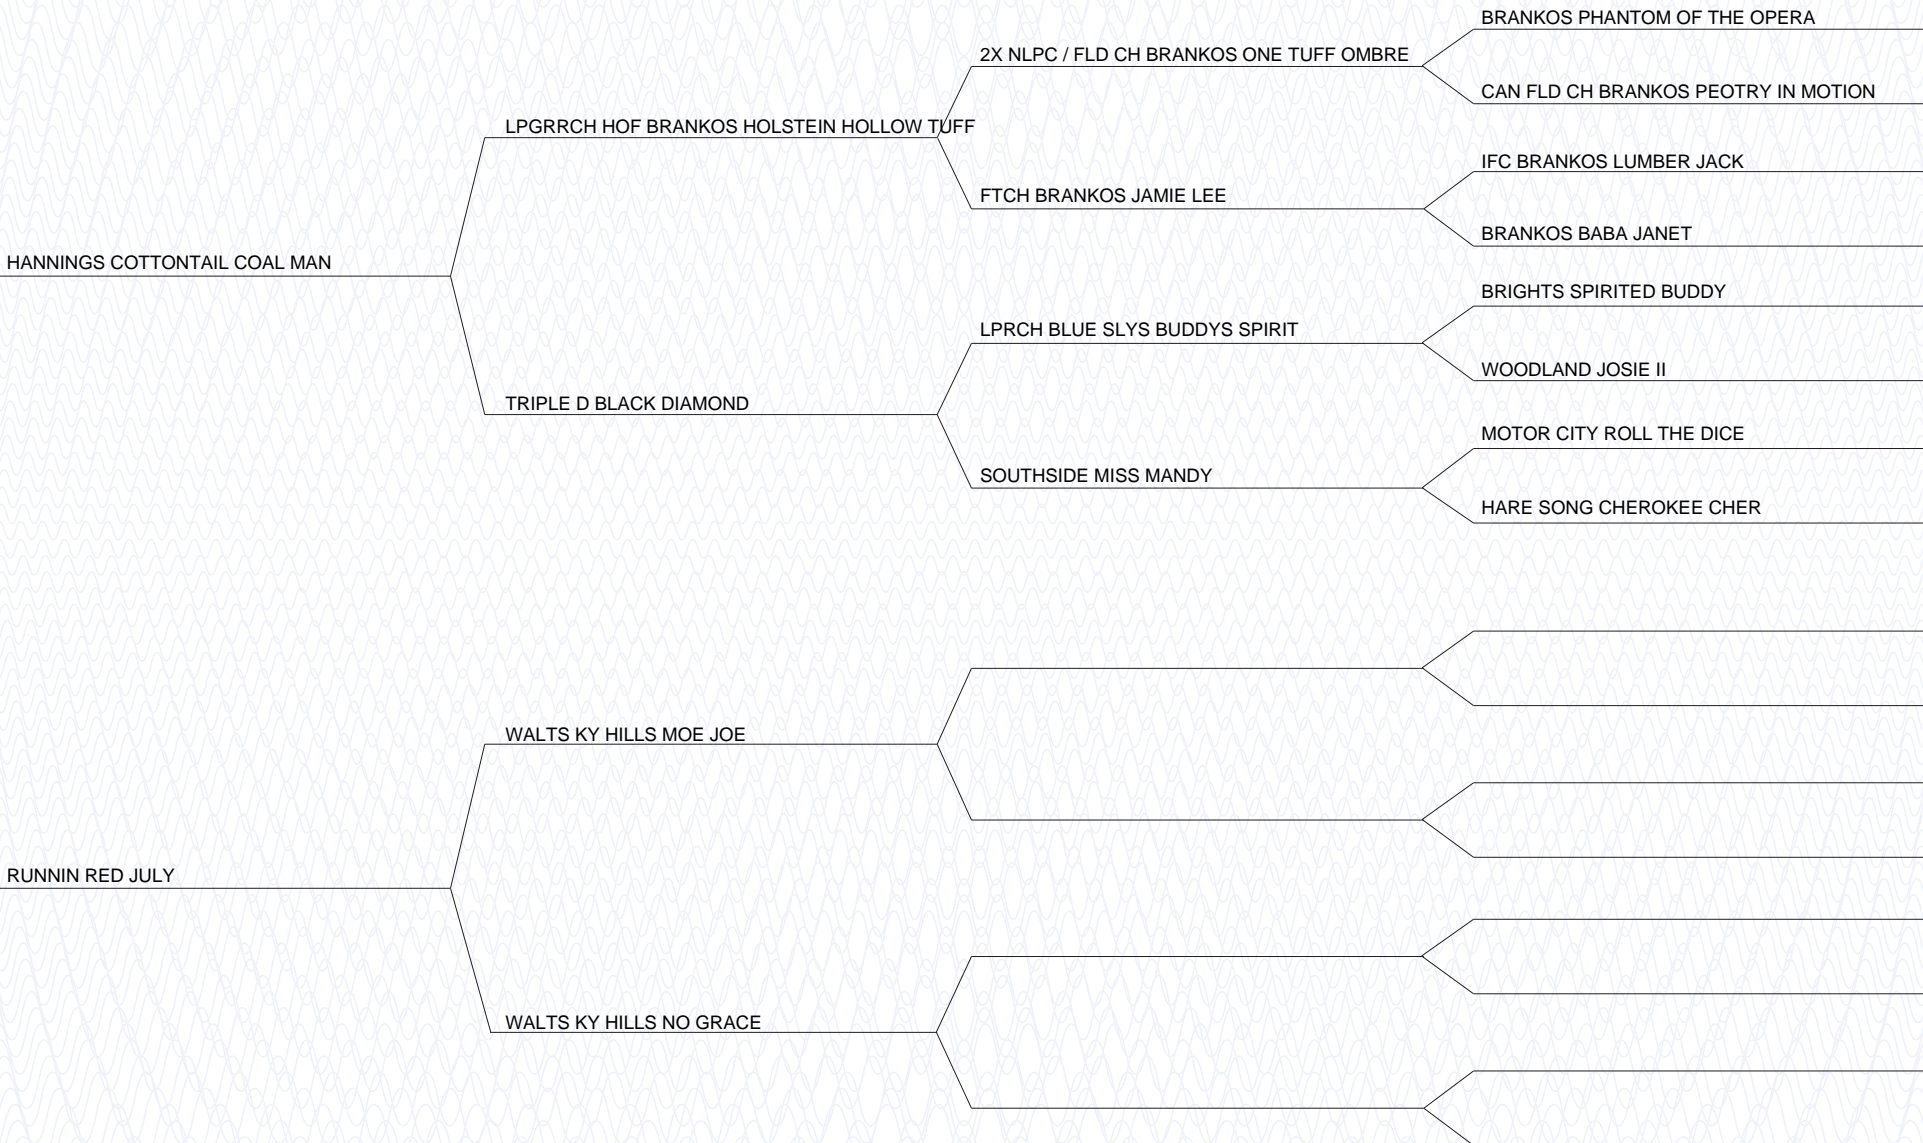 BRANKOS PHANTOM OF THE OPERA
2X NLPC / FLD CH BRANKOS ONE TUFF OMBRE
CAN FLD CH BRANKOS PEOTRY IN MOTION
LPGRRCH HOF BRANKOS HOLSTEIN HOLLOW TUFF
IFC BRANKOS LUMBER JACK
FTCH BRANKOS JAMIE LEE
BRANKOS BABA JANET
HANNINGS COTTONTAIL COAL MAN
BRIGHTS SPIRITED BUDDY
LPRCH BLUE SLYS BUDDYS SPIRIT
WOODLAND JOSIE II
TRIPLE D BLACK DIAMOND
MOTOR CITY ROLL THE DICE
SOUTHSIDE MISS MANDY
HARE SONG CHEROKEE CHER
WALTS KY HILLS MOE JOE
RUNNIN RED JULY
WALTS KY HILLS NO GRACE